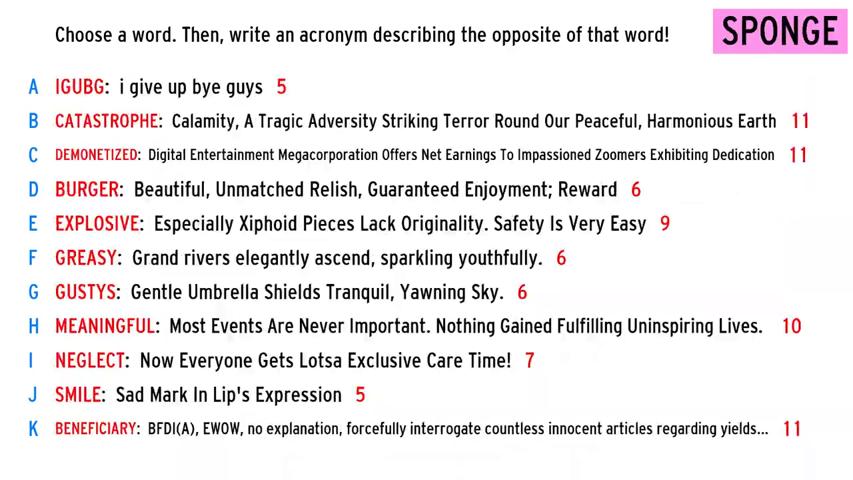 Choose a word. Then, write an acronym describing the opposite of that word! SPONGE
A IGUBG: i give up bye guys 5
B CATASTROPHE: Calamity, A Tragic Adversity Striking Terror Round Our Peaceful, Harmonious Earth 11
C DEMONETIZED: Digital Entertainment Megacorporation Offers Net Earnings To Impassioned Zoomers Exhibiting Dedication 11
D BURGER: Beautiful, Unmatched Relish, Guaranteed Enjoyment; Reward 6
E EXPLOSIVE: Especially Xiphoid Pieces Lack Originality. Safety Is Very Easy 9
F GREASY: Grand rivers elegantly ascend, sparkling youthfully. 6
G GUSTYS: Gentle Umbrella Shields Tranquil, Yawning Sky. 6
H MEANINGFUL: Most Events Are Never Important. Nothing Gained Fulfilling Uninspiring Lives. 10
I NEGLECT: Now Everyone Gets Lotsa Exclusive Care Time! 7
J SMILE: Sad Mark In Lip's Expression 5
K BENEFICIARY: BFDI(A), EWOW, no explanation, forcefully interrogate countless innocent articles regarding yields... 11